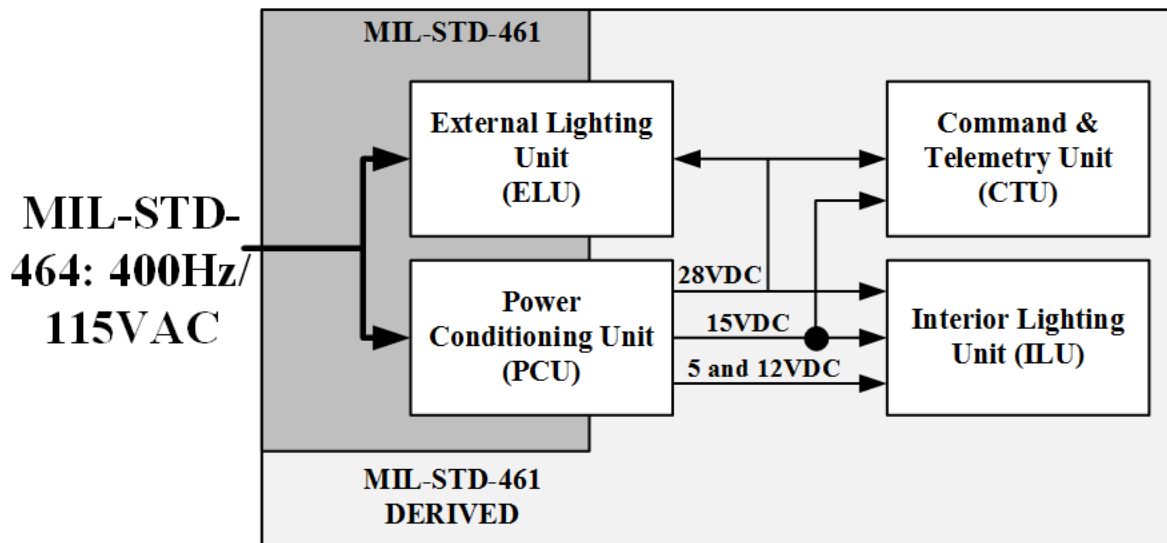 MIL-STD-461
MIL-STD-
464: 400Hz/
115VAC
External Lighting
Unit
(ELU)
Command &
Telemetry Unit
(CTU)
Power
Conditioning Unit
(PCU)
28VDC
15VDC
5 and 12VDC
Interior Lighting
Unit (ILU)
MIL-STD-461
DERIVED